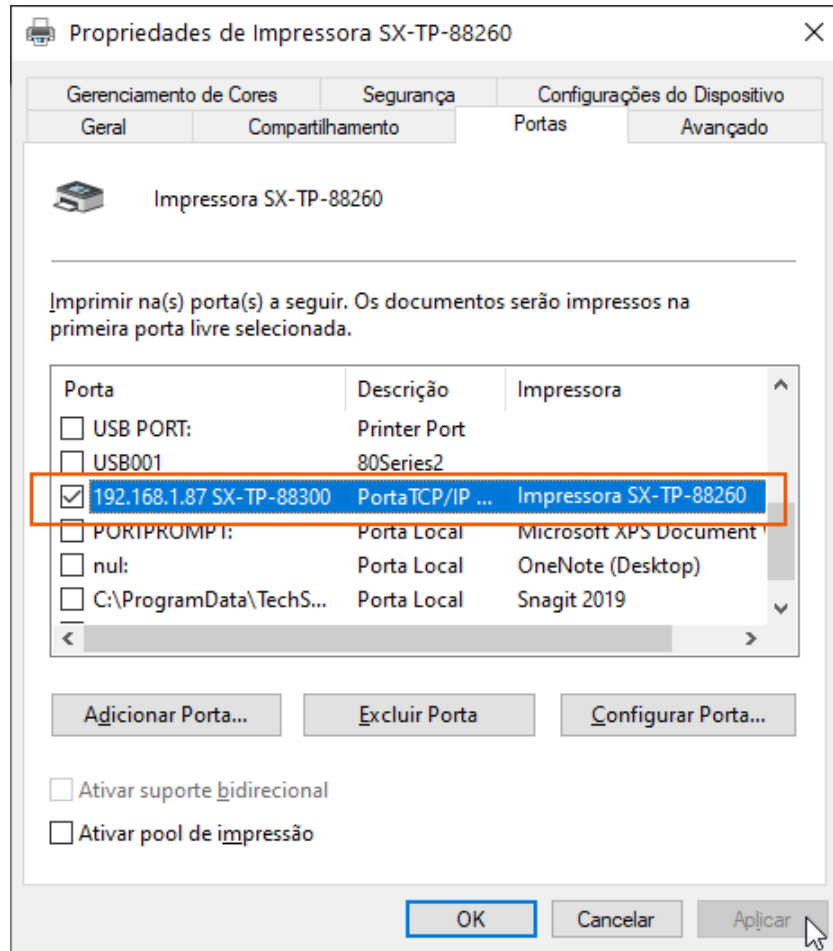 Propriedades de Impressora SX-TP-88260
Gerenciamento de Cores Segurança Configurações do Dispositivo
Geral Compartilhamento Portas Avançado
Impressora SX-TP-88260
Imprimir na(s) porta(s) a seguir. Os documentos serão impressos na
primeira porta livre selecionada.
Porta Descrição Impressora
USB PORT: Printer Port
USB001 80Series2
192.168.1.87 SX-TP-88300 PortaTCP/IP ... Impressora SX-TP-88260
PORTPROMPT: Porta Local Microsoft XPS Document
nul: Porta Local OneNote (Desktop)
C:\ProgramData\TechS... Porta Local Snagit 2019
Adicionar Porta... Excluir Porta Configurar Porta...
Ativar suporte bidirecional
Ativar pool de impressão
OK Cancelar Aplicar